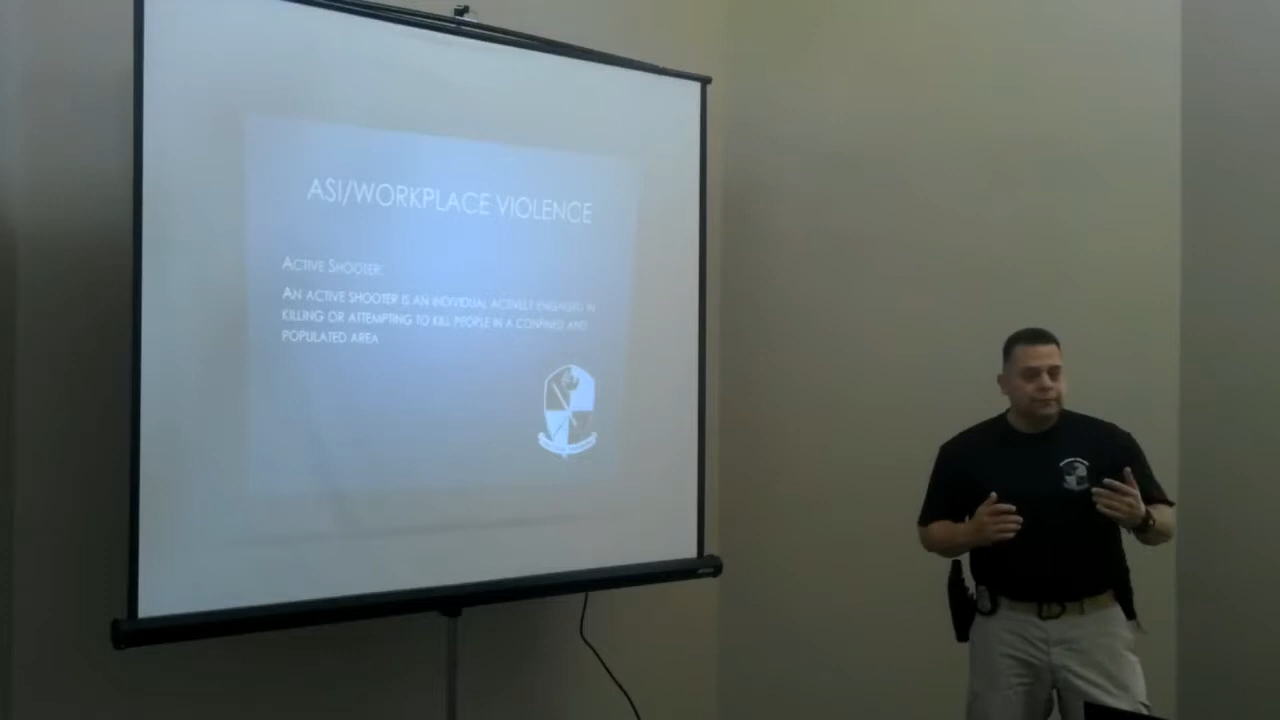 ASI/WORKPLACE VIOLENCE
ACTIVE SHOOTER:
AN ACTIVE SHOOTER IS AN INDIVIDUAL ACTIVELY ENGAGED IN
KILLING OR ATTEMPTING TO KILL PEOPLE IN A CONFINED AND
POPULATED AREA